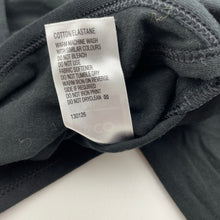 COTTON ELASTANE
WARM MACHINE WASH
WITH SIMILAR COLOURS
DO NOT BLEACH
DO NOT USE
FABRIC SOFTENER
DO NOT TUMBLE DRY
WARM IRON ON REVERSE
SIDE IF REQUIRED
DO NOT IRON PRINT
DO NOT DRYCLEAN
130125